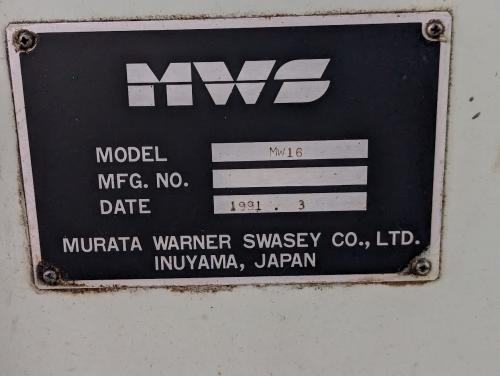 MWS
MODEL MW16
MFG. NO.
DATE 1991 . 3
MURATA WARNER SWASEY CO., LTD.
INUYAMA, JAPAN